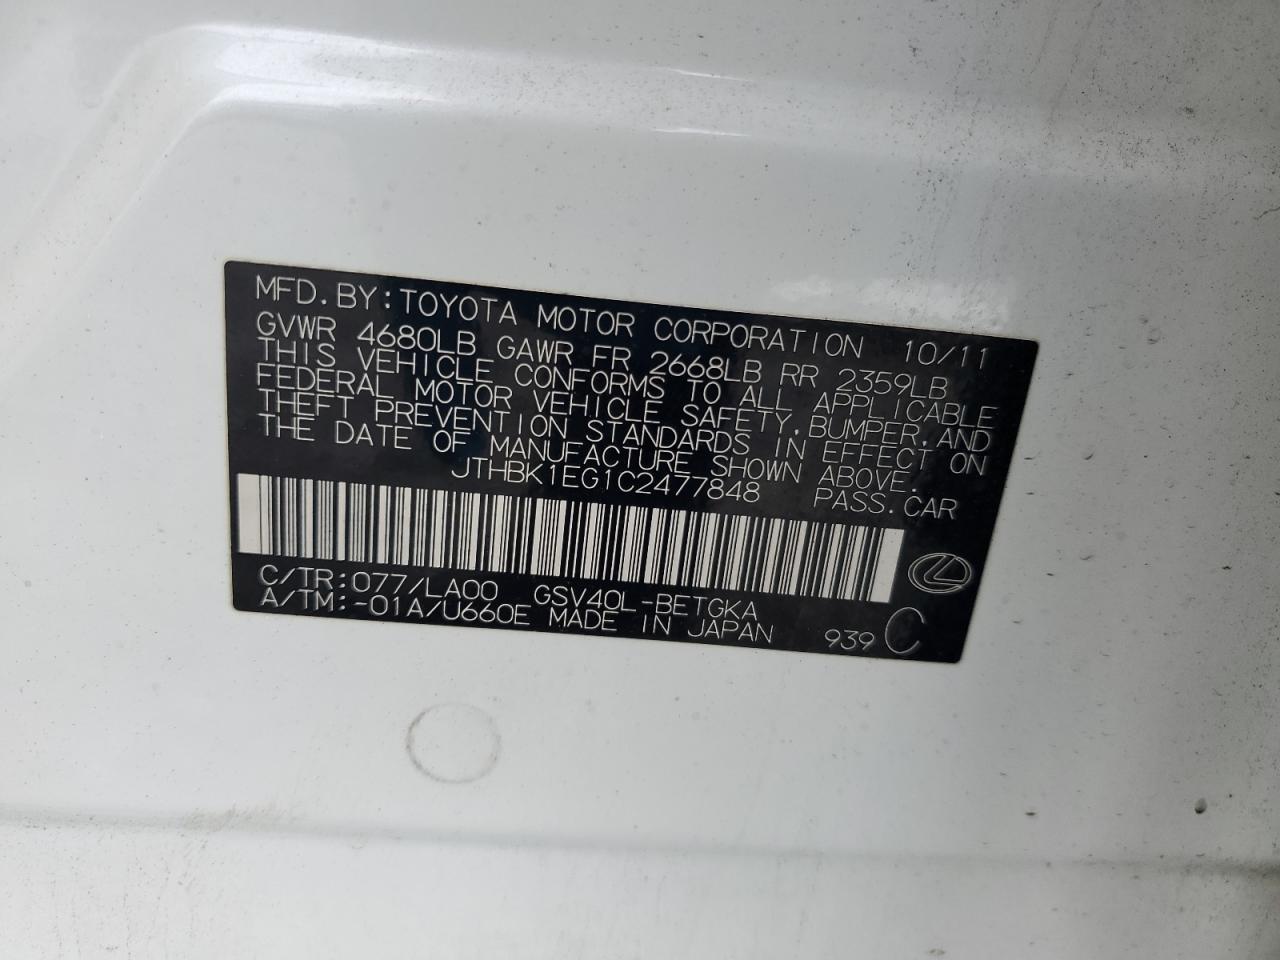 MFD. BY: TOYOTA MOTOR CORPORATION 10/11
GVWR 4680LB GAWR FR 2668LB RR 2359LB
THIS VEHICLE CONFORMS TO ALL APPLICABLE
FEDERAL MOTOR VEHICLE SAFETY, BUMPER, AND
THEFT PREVENTION STANDARDS IN EFFECT ON
THE DATE OF MANUFACTURE SHOWN ABOVE.
JTHBK1EG1C2477848 PASS. CAR
C/TR: 077/LA00 GSV40L-BETGKA
A/TM: -01A/U660E MADE IN JAPAN 939 C